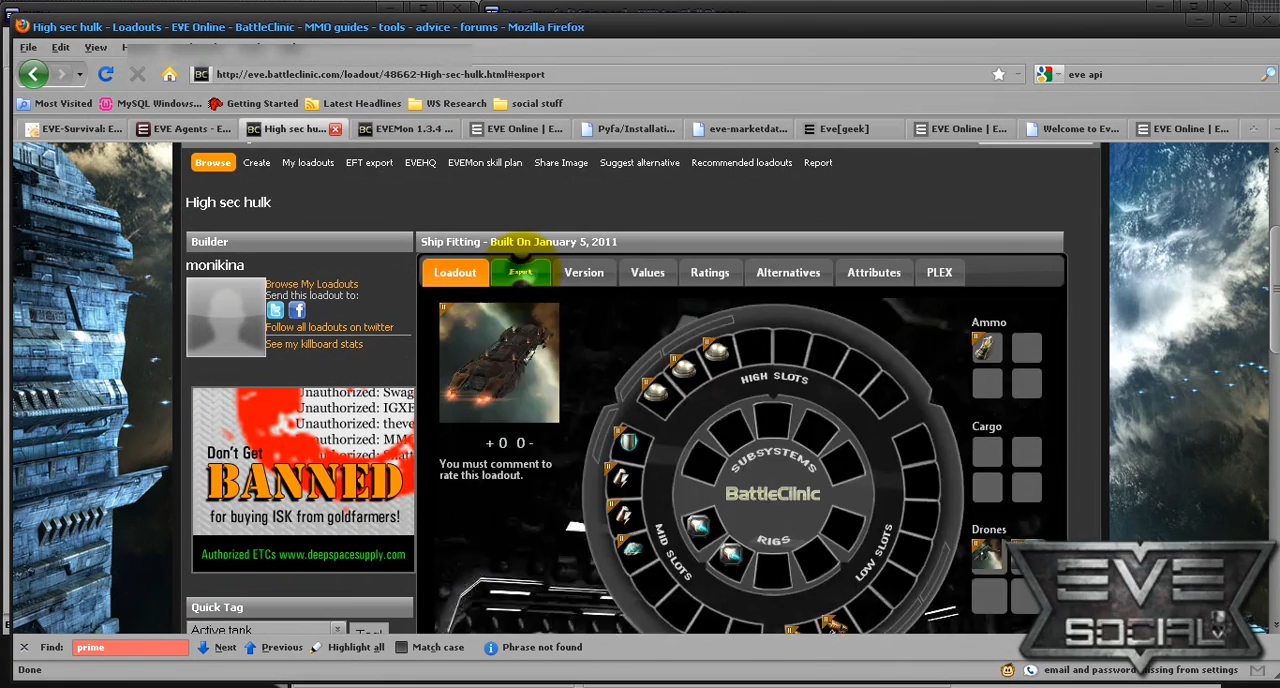 High sec hulk - Loadouts - EVE Online - BattleClinic - MMO guides - tools - advice - forums - Mozilla Firefox
File Edit View
http://eve.battleclinic.com/loadout/48662-High-sec-hulk.html#export
eve api
Most Visited MySQL Windows... Getting Started Latest Headlines WS Research social stuff
EVE-Survival: E... EVE Agents - E... High sec hu... EVEMon 1.3.4 ... EVE Online | E... Pyfa/Installati... eve-marketdat... Eve[geek] EVE Online | E... Welcome to Ev... EVE Online | E...
Browse Create My loadouts EFT export EVEHQ EVEMon skill plan Share Image Suggest alternative Recommended loadouts Report
High sec hulk
Builder
Ship Fitting - Built On January 5, 2011
monikina
Loadout Export Version Values Ratings Alternatives Attributes PLEX
Browse My Loadouts
Send this loadout to:
Follow all loadouts on twitter
See my killboard stats
Ammo
HIGH SLOTS
Unauthorized: Swag
Unauthorized: IGXE
Unauthorized: theve
Unauthorized: MM
Don't Get
BANNED
for buying ISK from goldfarmers!
Authorized ETCs www.deepspacesupply.com
+ 0 0 -
You must comment to
rate this loadout.
Cargo
SUBSYSTEMS
BattleClinic
RIGS
MID SLOTS
LOW SLOTS
Drones
EVE
SOCIAL
Quick Tag
Active tank
Tag!
Find: prime Next Previous Highlight all Match case Phrase not found
Done
email and password missing from settings